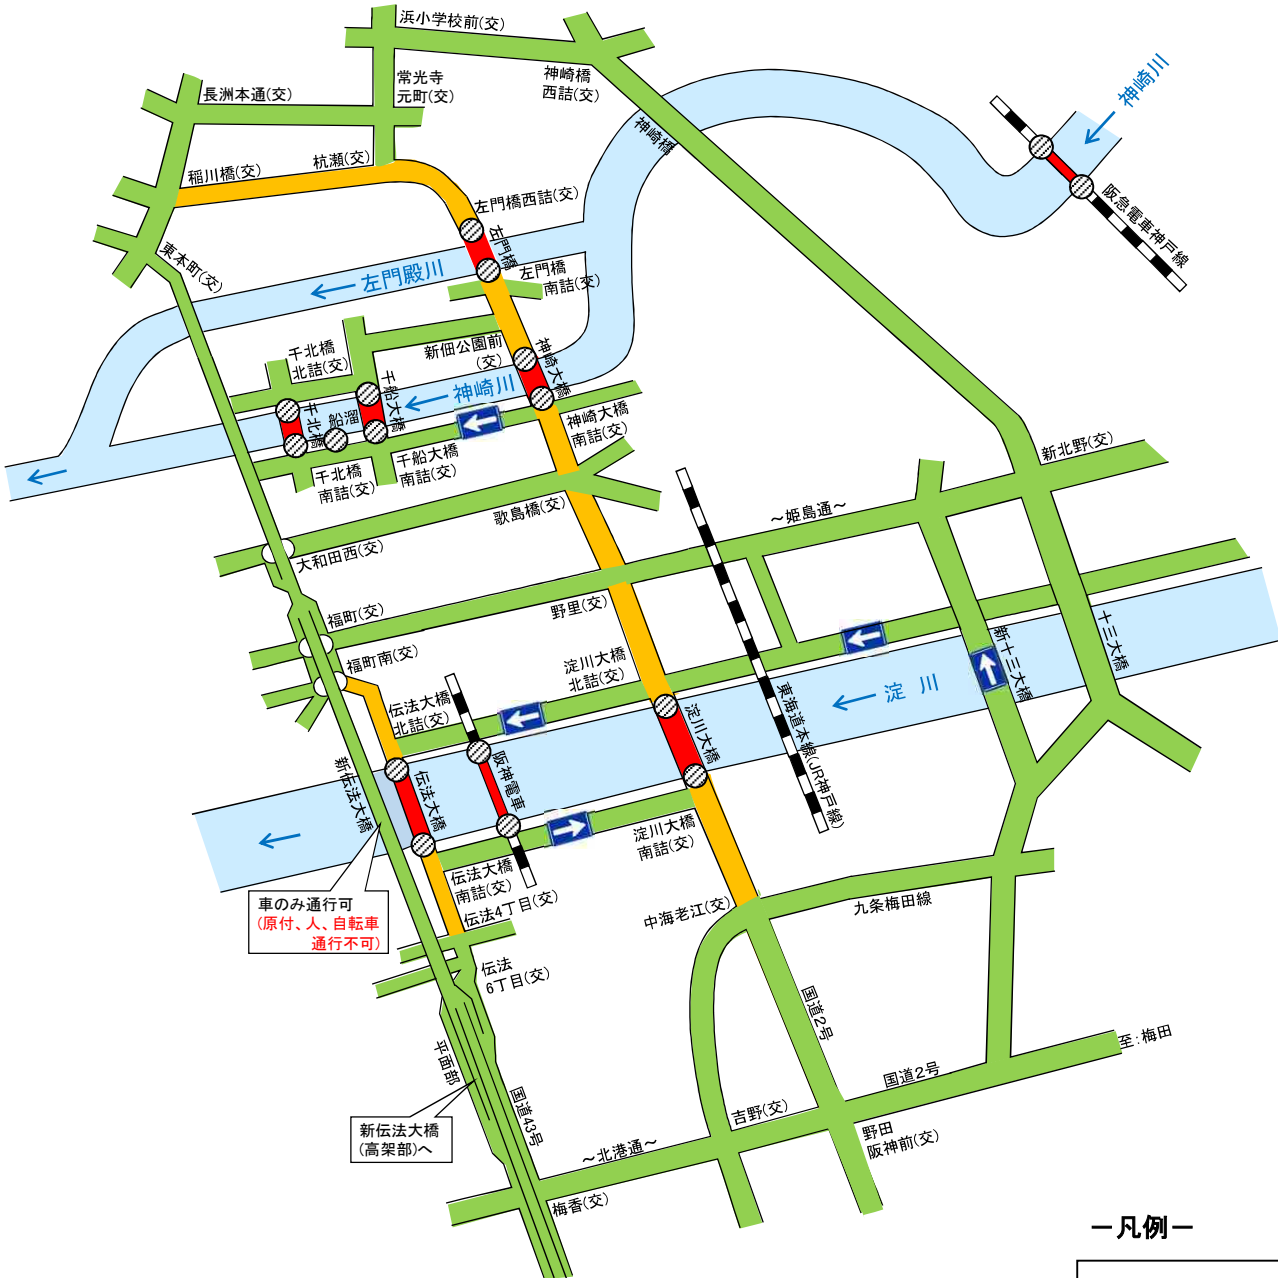 浜小学校前(交)
神崎橋
西詰(交)
常光寺
元町(交)
長洲本通(交)
神崎川
神崎橋
杭瀬(交)
稲川橋(交)
左門橋西詰(交)
左門橋
阪急電車神戸線
東本町(交)
左門殿川
左門橋
南詰(交)
新佃公園前
(交)
神崎大橋
千北橋
北詰(交)
千船大橋
神崎川
千北橋
船溜
神崎大橋
南詰(交)
千船大橋
南詰(交)
千北橋
南詰(交)
新北野(交)
歌島橋(交)
～姫島通～
大和田西(交)
福町(交)
野里(交)
十三大橋
新十三大橋
福町南(交)
淀川大橋
北詰(交)
淀 川
伝法大橋
北詰(交)
淀川大橋
東海道本線(JR神戸線)
新伝法大橋
伝法大橋
阪神電車
淀川大橋
南詰(交)
伝法大橋
南詰(交)
車のみ通行可
(原付、人、自転車
通行不可)
伝法4丁目(交)
中海老江(交)
九条梅田線
伝法
6丁目(交)
国道2号
平面部
国道43号
至:梅田
国道2号
吉野(交)
新伝法大橋
(高架部)へ
野田
阪神前(交)
～北港通～
梅香(交)
－凡例－